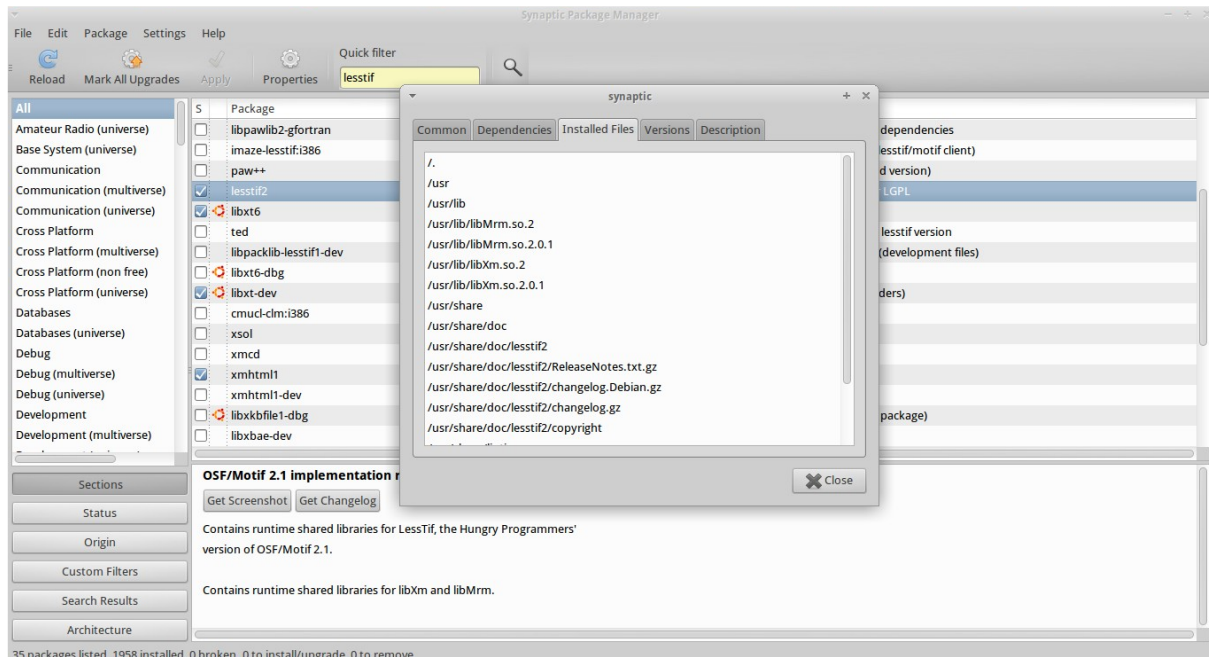 Synaptic Package Manager
File Edit Package Settings Help
Reload Mark All Upgrades Apply Properties
Quick filter
lesstif
All
Amateur Radio (universe)
Base System (universe)
Communication
Communication (multiverse)
Communication (universe)
Cross Platform
Cross Platform (multiverse)
Cross Platform (non free)
Cross Platform (universe)
Databases
Databases (universe)
Debug
Debug (multiverse)
Debug (universe)
Development
Development (multiverse)
S Package
libpawlib2-gfortran dependencies
imaze-lesstif:i386 esstif/motif client)
paw++ d version)
lesstif2 LGPL
libxt6
ted lesstif version
libpacklib-lesstif1-dev (development files)
libxt6-dbg
libxt-dev ders)
cmucl-clm:i386
xsol
xmcd
xmhtml1
xmhtml1-dev
libxkbfile1-dbg package)
libxbae-dev
synaptic
Common Dependencies Installed Files Versions Description
/.
/usr
/usr/lib
/usr/lib/libMrm.so.2
/usr/lib/libMrm.so.2.0.1
/usr/lib/libXm.so.2
/usr/lib/libXm.so.2.0.1
/usr/share
/usr/share/doc
/usr/share/doc/lesstif2
/usr/share/doc/lesstif2/ReleaseNotes.txt.gz
/usr/share/doc/lesstif2/changelog.Debian.gz
/usr/share/doc/lesstif2/changelog.gz
/usr/share/doc/lesstif2/copyright
Close
Sections
Status
Origin
Custom Filters
Search Results
Architecture
OSF/Motif 2.1 implementation
Get Screenshot Get Changelog
Contains runtime shared libraries for LessTif, the Hungry Programmers'
version of OSF/Motif 2.1.
Contains runtime shared libraries for libXm and libMrm.
35 packages listed, 1958 installed, 0 broken. 0 to install/upgrade, 0 to remove